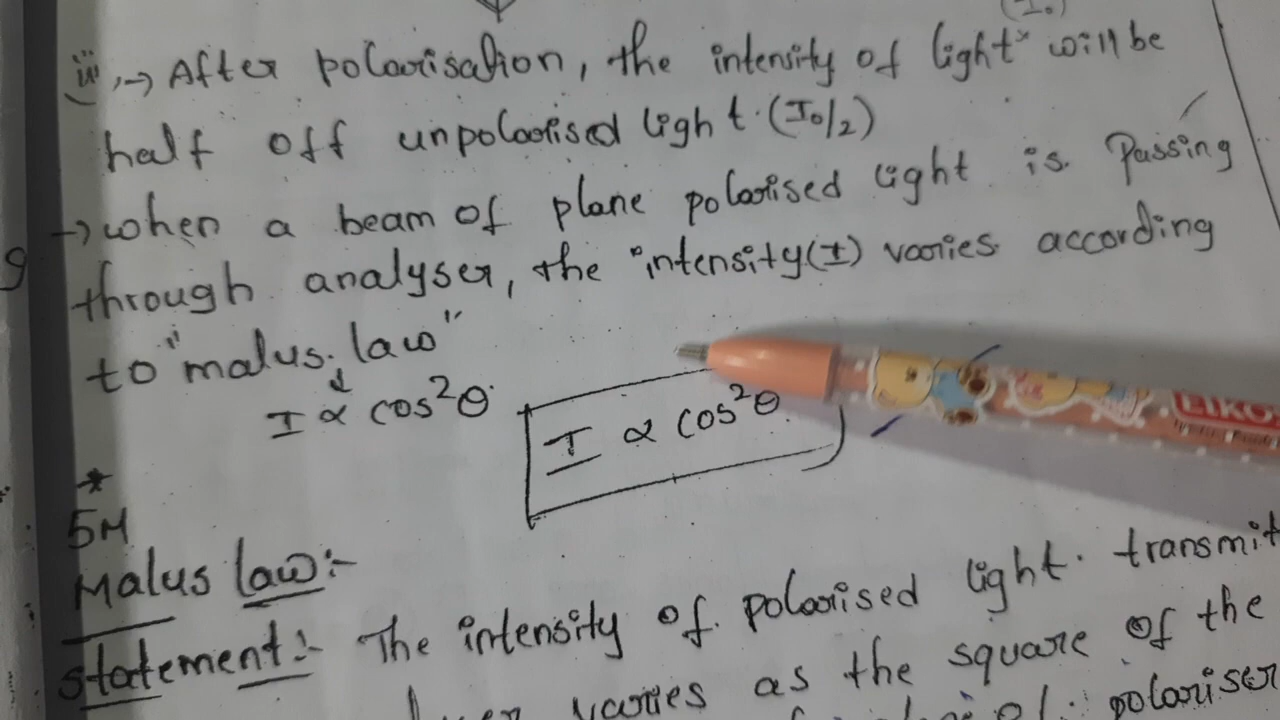 (I₀)
iii, → After polarisation, the intensity of light will be
half off unpolarised light. (I₀/2)
→ when a beam of plane polarised light is passing
through analyser, the intensity (I) varies according
to "malus law"
I ∝ cos²θ
I ∝ cos²θ
*
5M
Malus law:-
statement:- The intensity of polarised light transmit
varies as the square of the
polariser